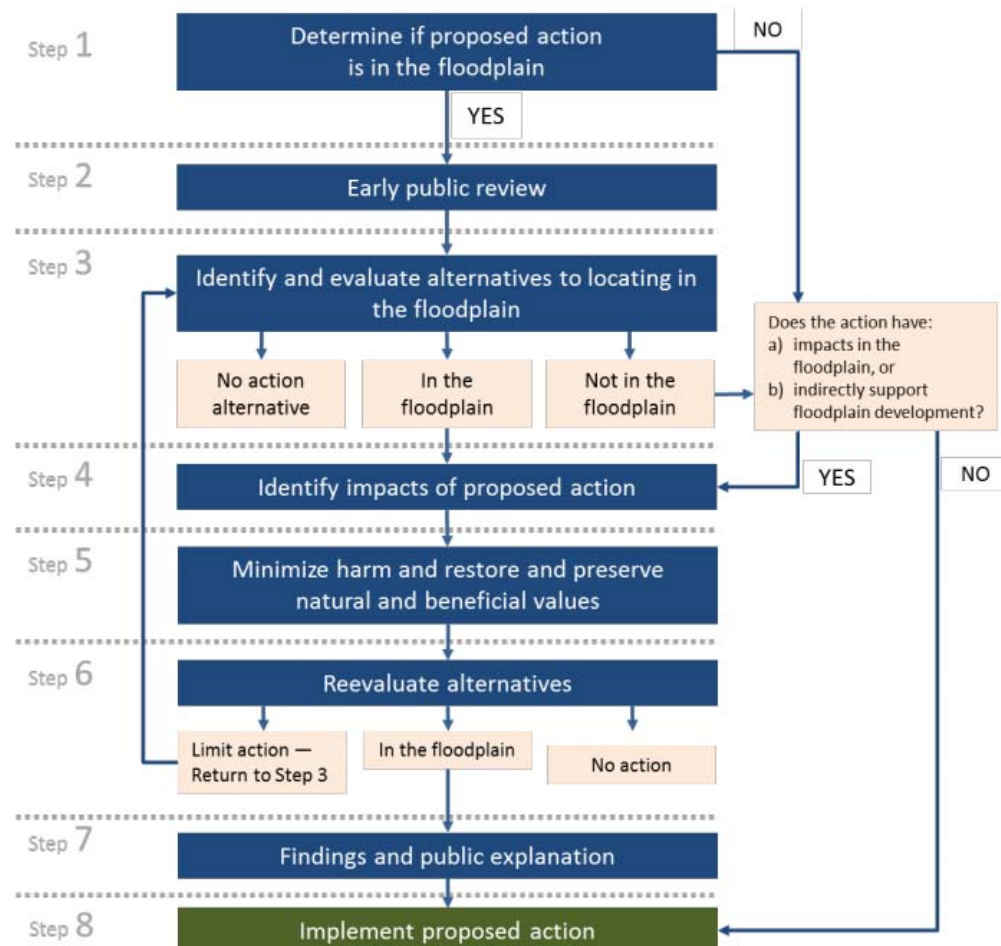 Step 1
Determine if proposed action
is in the floodplain
NO
YES
Step 2
Early public review
Step 3
Identify and evaluate alternatives to locating in
the floodplain
No action
alternative
In the
floodplain
Not in the
floodplain
Does the action have:
a) impacts in the
floodplain, or
b) indirectly support
floodplain development?
YES
NO
Step 4
Identify impacts of proposed action
Step 5
Minimize harm and restore and preserve
natural and beneficial values
Step 6
Reevaluate alternatives
Limit action —
Return to Step 3
In the floodplain
No action
Step 7
Findings and public explanation
Step 8
Implement proposed action